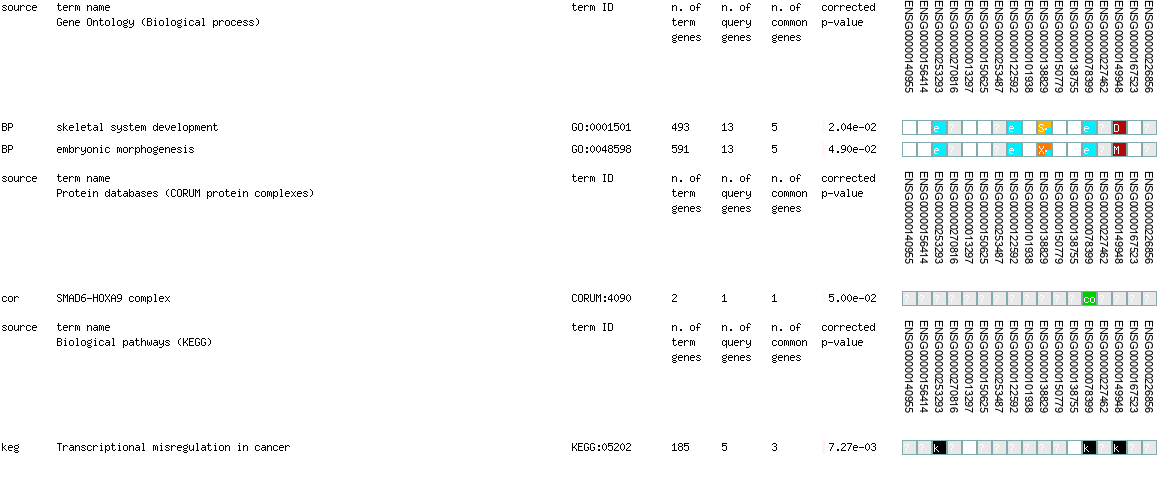 source term name term ID n. of n. of n. of corrected
Gene Ontology (Biological process) term query common p-value
genes genes genes
ENSG00000140955
ENSG00000156414
ENSG00000253293
ENSG00000270816
ENSG00000013297
ENSG00000150625
ENSG00000253487
ENSG00000122592
ENSG00000101938
ENSG00000138829
ENSG00000150779
ENSG00000138755
ENSG00000078399
ENSG00000227462
ENSG00000149948
ENSG00000167523
ENSG00000226856
BP skeletal system development GO:0001501 493 13 5 2.04e-02 e ? ? e S• e ? D ?
BP embryonic morphogenesis GO:0048598 591 13 5 4.90e-02 e ? ? e X• e ? M ?
source term name term ID n. of n. of n. of corrected
Protein databases (CORUM protein complexes) term query common p-value
genes genes genes
ENSG00000140955
ENSG00000156414
ENSG00000253293
ENSG00000270816
ENSG00000013297
ENSG00000150625
ENSG00000253487
ENSG00000122592
ENSG00000101938
ENSG00000138829
ENSG00000150779
ENSG00000138755
ENSG00000078399
ENSG00000227462
ENSG00000149948
ENSG00000167523
ENSG00000226856
cor SMAD6-HOXA9 complex CORUM:4090 2 1 1 5.00e-02 ? ? ? ? ? ? ? ? ? ? ? ? co ? ? ? ?
source term name term ID n. of n. of n. of corrected
Biological pathways (KEGG) term query common p-value
genes genes genes
ENSG00000140955
ENSG00000156414
ENSG00000253293
ENSG00000270816
ENSG00000013297
ENSG00000150625
ENSG00000253487
ENSG00000122592
ENSG00000101938
ENSG00000138829
ENSG00000150779
ENSG00000138755
ENSG00000078399
ENSG00000227462
ENSG00000149948
ENSG00000167523
ENSG00000226856
keg Transcriptional misregulation in cancer KEGG:05202 185 5 3 7.27e-03 ? ? k ? ? ? ? ? ? ? ? k ? k ? ?